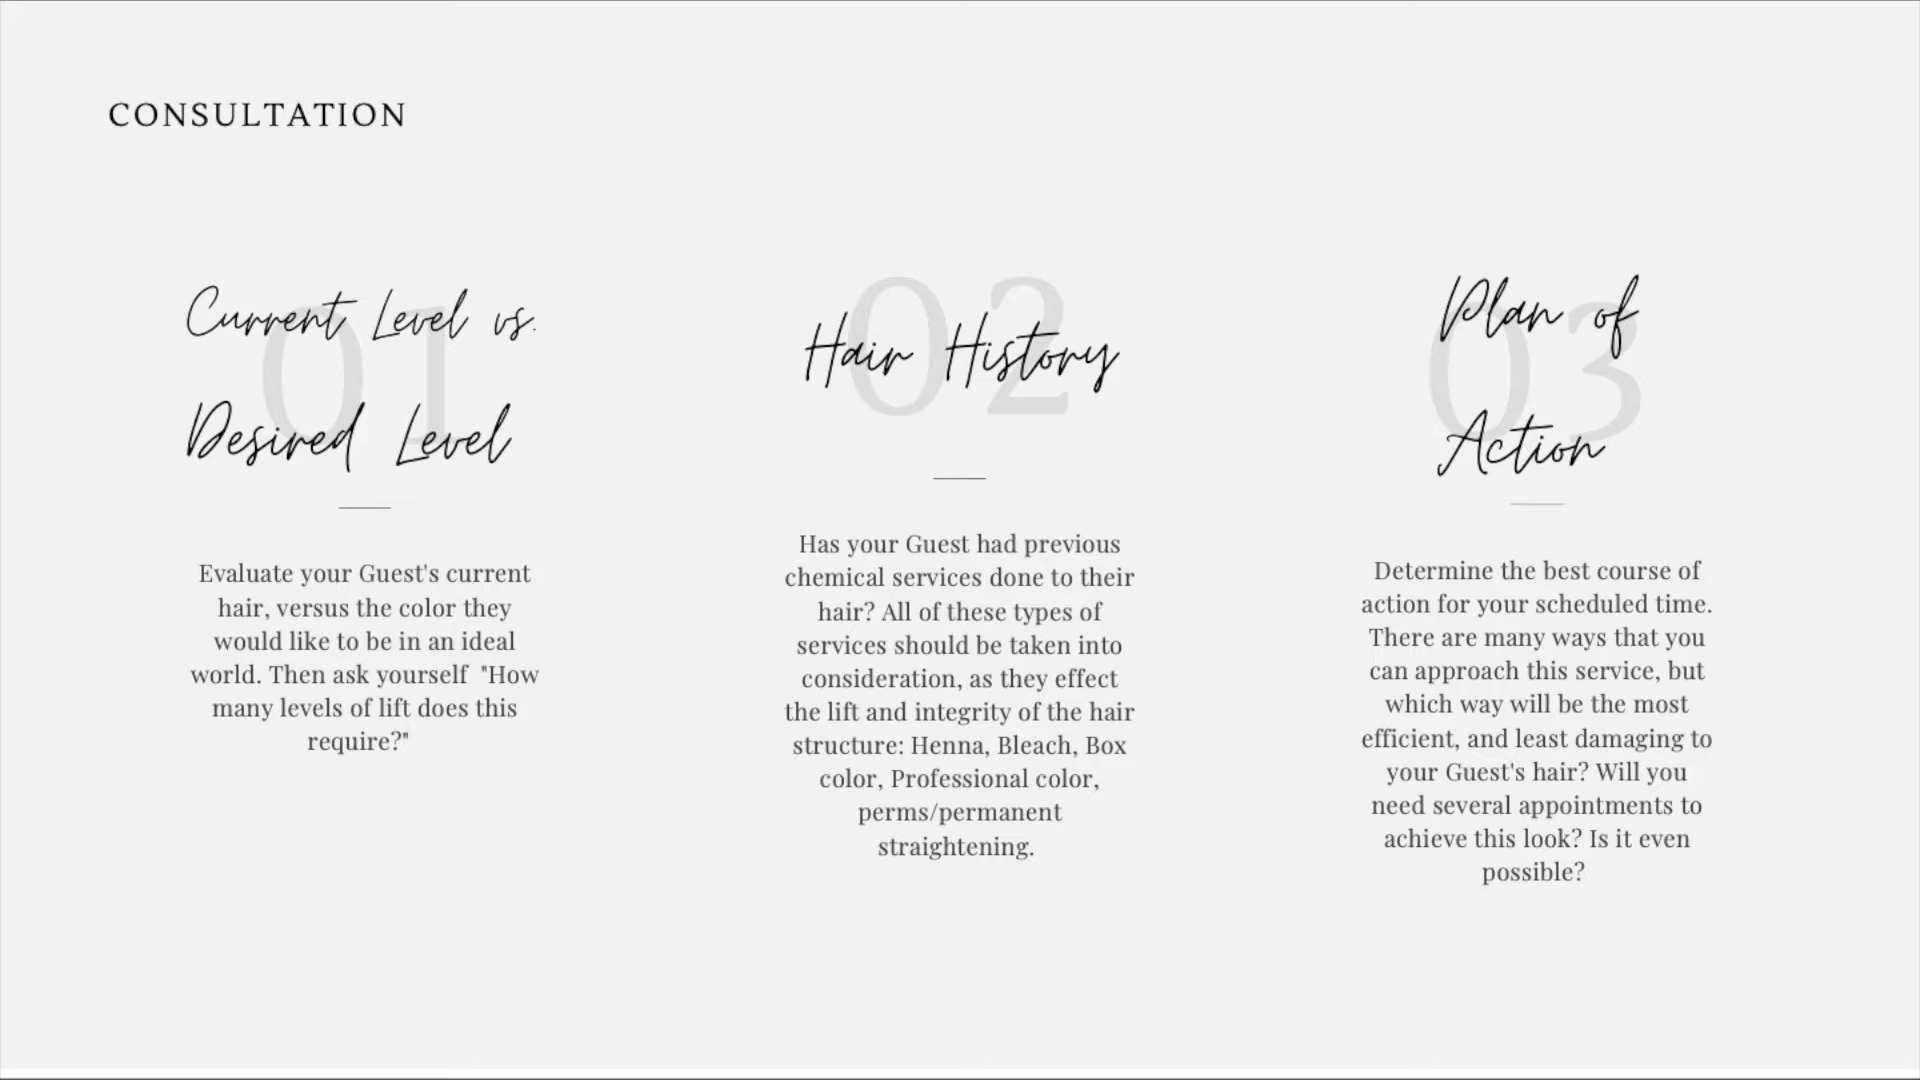 CONSULTATION
01
Current Level vs.
Desired Level
Evaluate your Guest's current
hair, versus the color they
would like to be in an ideal
world. Then ask yourself  "How
many levels of lift does this
require?"
02
Hair History
Has your Guest had previous
chemical services done to their
hair? All of these types of
services should be taken into
consideration, as they effect
the lift and integrity of the hair
structure: Henna, Bleach, Box
color, Professional color,
perms/permanent
straightening.
03
Plan of
Action
Determine the best course of
action for your scheduled time.
There are many ways that you
can approach this service, but
which way will be the most
efficient, and least damaging to
your Guest's hair? Will you
need several appointments to
achieve this look? Is it even
possible?